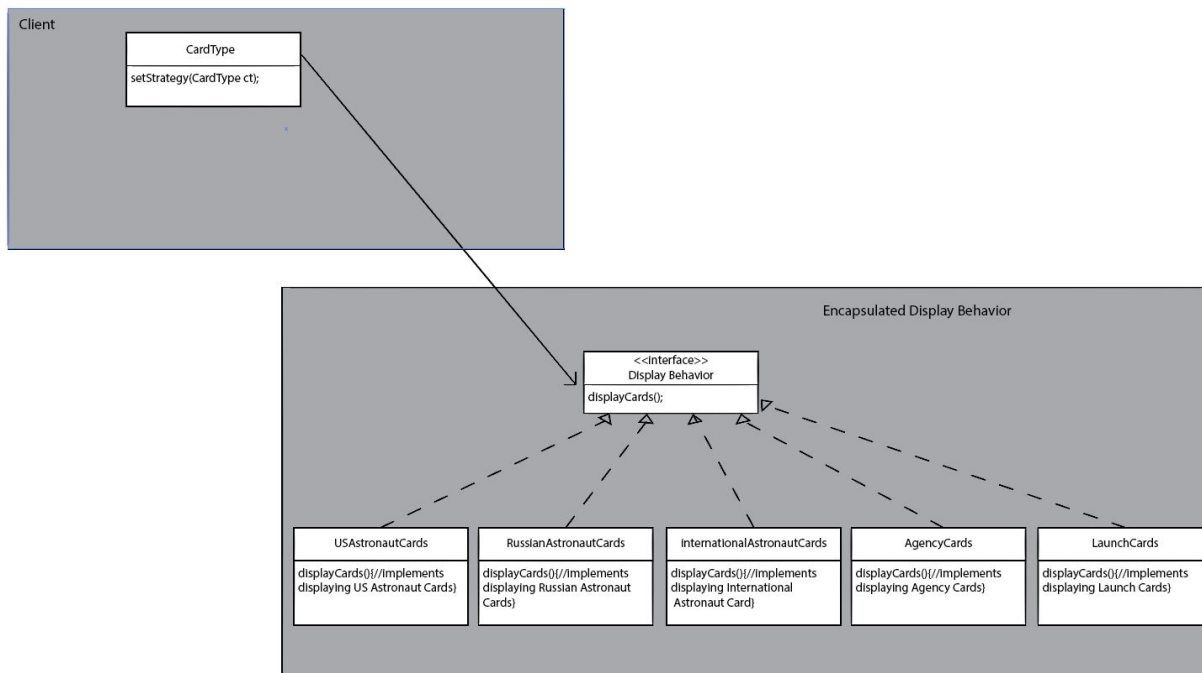 Client
CardType
setStrategy(CardType ct);
Encapsulated Display Behavior
<<interface>>
Display Behavior
displayCards();
USAstronautCards
displayCards(){//Implements
displaying US Astronaut Cards}
RussianAstronautCards
displayCards(){//Implements
displaying Russian Astronaut
Cards}
InternationalAstronautCards
displayCards(){//Implements
displaying International
Astronaut Card}
AgencyCards
displayCards(){//Implements
displaying Agency Cards}
LaunchCards
displayCards(){//Implements
displaying Launch Cards}